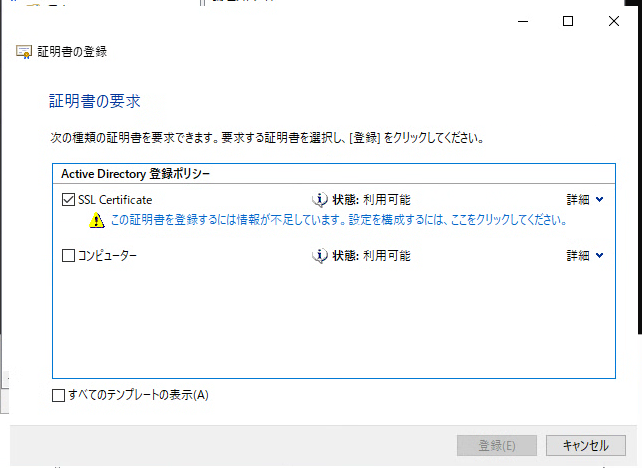 証明書の登録
証明書の要求
次の種類の証明書を要求できます。要求する証明書を選択し、[登録] をクリックしてください。
Active Directory 登録ポリシー
SSL Certificate 状態: 利用可能 詳細
この証明書を登録するには情報が不足しています。設定を構成するには、ここをクリックしてください。
コンピューター 状態: 利用可能 詳細
すべてのテンプレートの表示(A)
登録(E) キャンセル